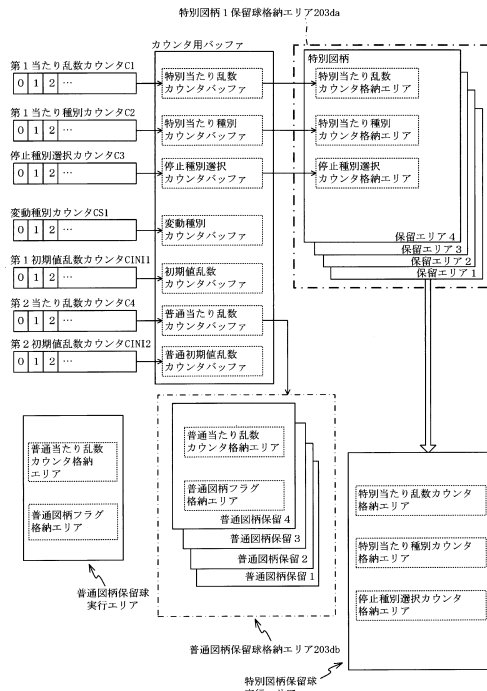 特別図柄１保留球格納エリア203da
カウンタ用バッファ
第１当たり乱数カウンタC1
0 1 2 …
特別当たり乱数
カウンタバッファ
第１当たり種別カウンタC2
0 1 2 …
特別当たり種別
カウンタバッファ
停止種別選択カウンタC3
0 1 2 …
停止種別選択
カウンタバッファ
変動種別カウンタCS1
0 1 2 …
変動種別
カウンタバッファ
第１初期値乱数カウンタCINI1
0 1 2 …
初期値乱数
カウンタバッファ
第２当たり乱数カウンタC4
0 1 2 …
普通当たり乱数
カウンタバッファ
第２初期値乱数カウンタCINI2
0 1 2 …
普通初期値乱数
カウンタバッファ
特別図柄
特別当たり乱数
カウンタ格納エリア
特別当たり種別
カウンタ格納エリア
停止種別選択
カウンタ格納エリア
保留エリア４
保留エリア３
保留エリア２
保留エリア１
普通当たり乱数
カウンタ格納
エリア
普通図柄フラグ
格納エリア
普通図柄保留球
実行エリア
普通当たり乱数
カウンタ格納エリア
普通図柄フラグ
格納エリア
普通図柄保留４
普通図柄保留３
普通図柄保留２
普通図柄保留１
普通図柄保留球格納エリア203db
特別当たり乱数カウンタ
格納エリア
特別当たり種別カウンタ
格納エリア
停止種別選択カウンタ
格納エリア
特別図柄保留球